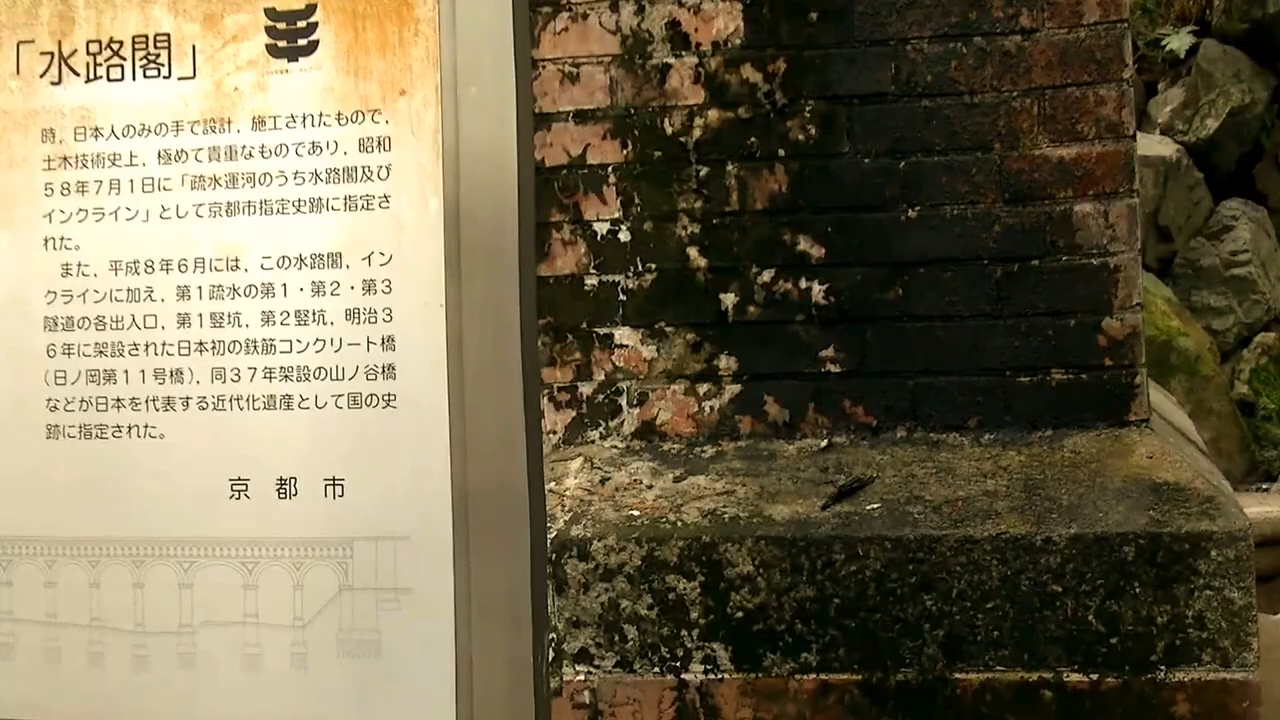 「水路閣」
時,日本人のみの手で設計,施工されたもので,
土木技術史上,極めて貴重なものであり,昭和
58年7月1日に「疏水運河のうち水路閣及び
インクライン」として京都市指定史跡に指定さ
れた。
また,平成8年6月には,この水路閣,イン
クラインに加え,第1疏水の第1・第2・第3
隧道の各出入口,第1竪坑,第2竪坑,明治3
6年に架設された日本初の鉄筋コンクリート橋
(日ノ岡第11号橋),同37年架設の山ノ谷橋
などが日本を代表する近代化遺産として国の史
跡に指定された。
京都市